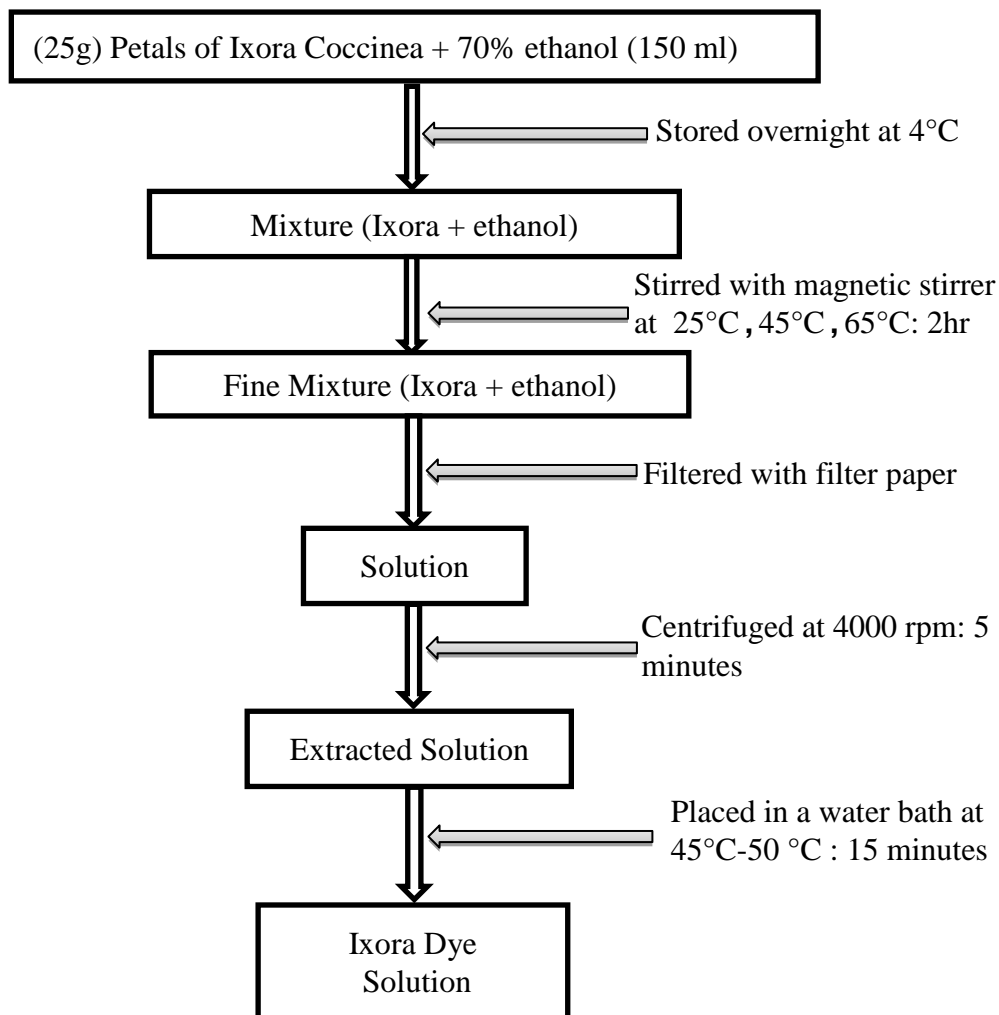 (25g) Petals of Ixora Coccinea + 70% ethanol (150 ml)
Stored overnight at 4°C
Mixture (Ixora + ethanol)
Stirred with magnetic stirrer
at 25°C , 45°C , 65°C: 2hr
Fine Mixture (Ixora + ethanol)
Filtered with filter paper
Solution
Centrifuged at 4000 rpm: 5
minutes
Extracted Solution
Placed in a water bath at
45°C-50 °C : 15 minutes
Ixora Dye
Solution